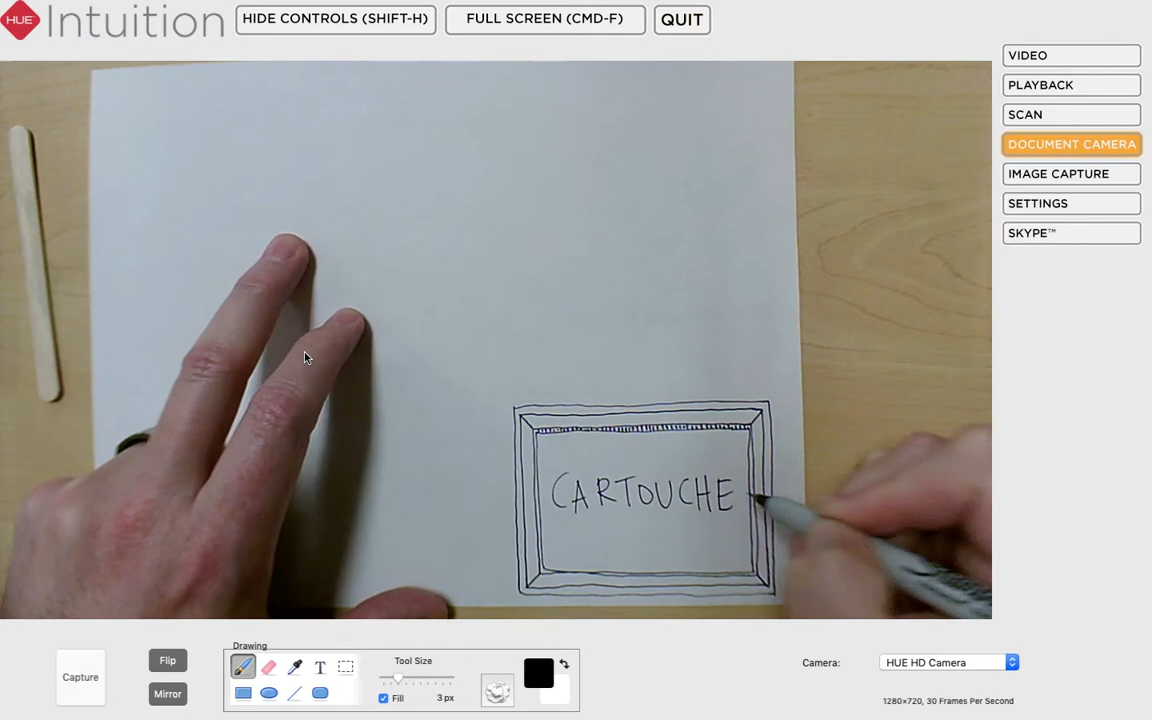 HUE Intuition
HIDE CONTROLS (SHIFT-H)
FULL SCREEN (CMD-F)
QUIT
VIDEO
PLAYBACK
SCAN
DOCUMENT CAMERA
IMAGE CAPTURE
SETTINGS
SKYPE™
CARTOUCHE
Capture
Flip
Mirror
Drawing
T
Tool Size
Fill
3 px
Camera:
HUE HD Camera
1280×720, 30 Frames Per Second